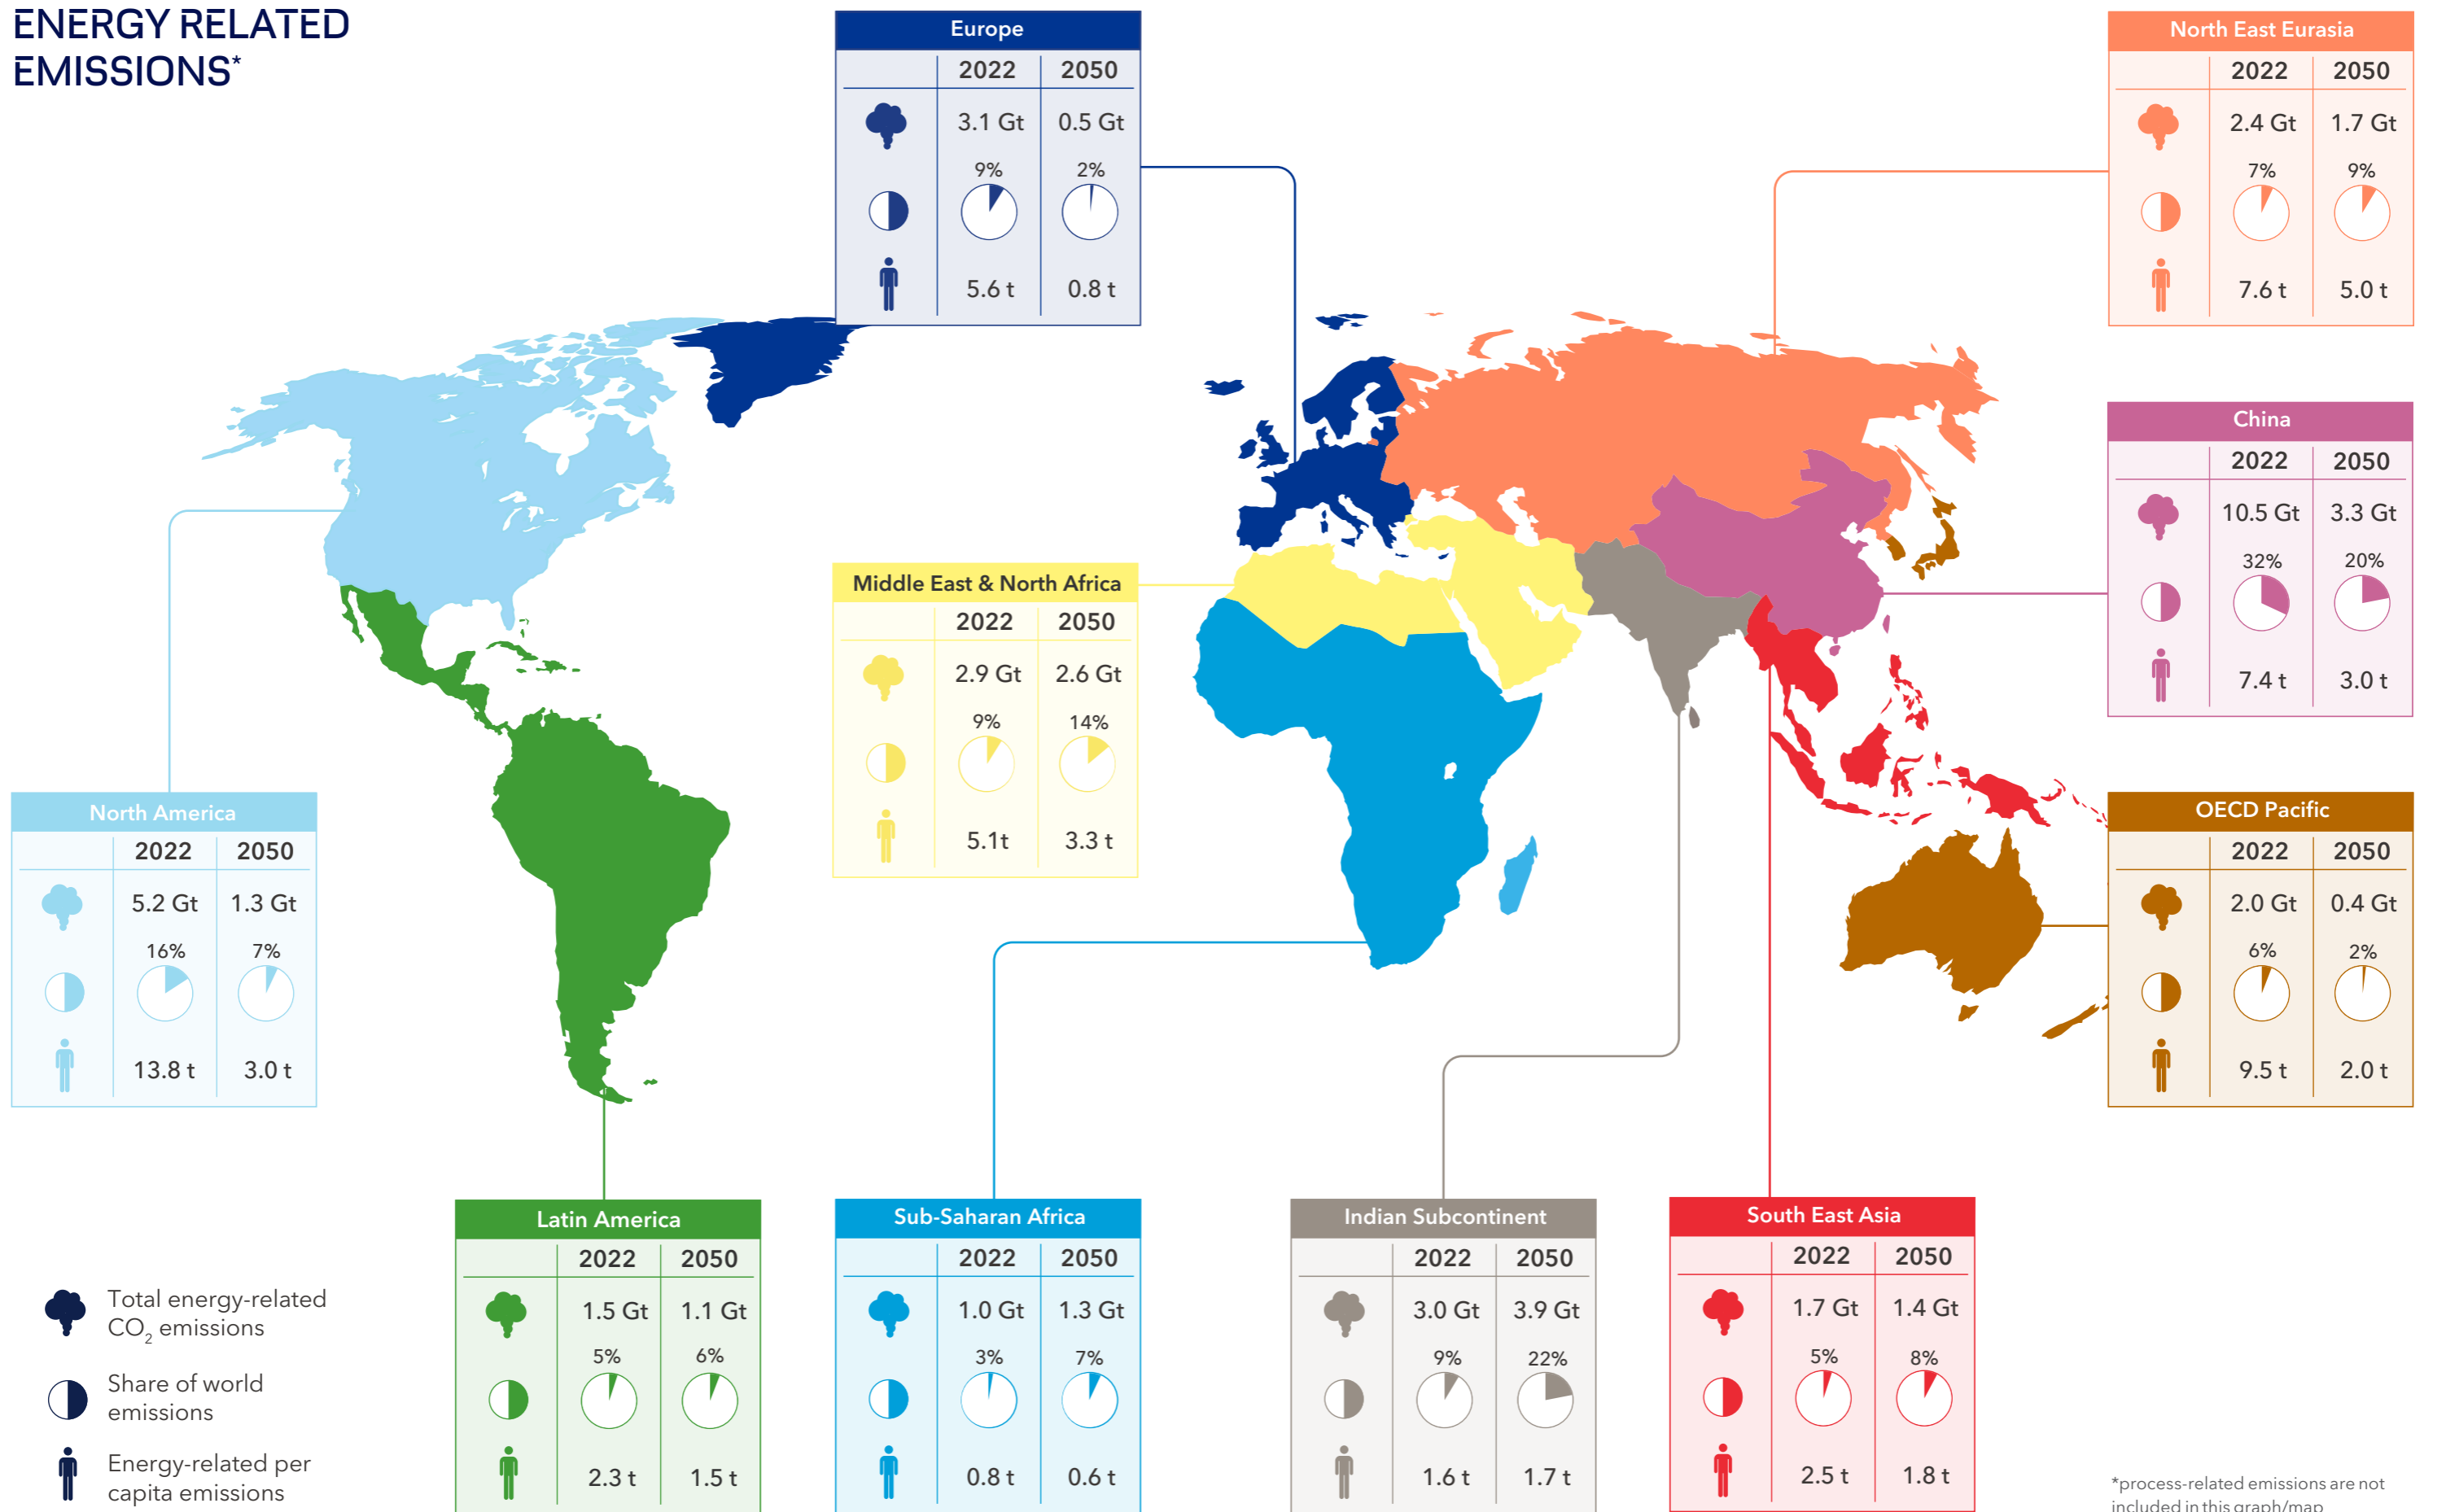 ENERGY RELATED
EMISSIONS*
Europe
2022 2050
3.1 Gt 0.5 Gt
9% 2%
5.6 t 0.8 t
North East Eurasia
2022 2050
2.4 Gt 1.7 Gt
7% 9%
7.6 t 5.0 t
China
2022 2050
10.5 Gt 3.3 Gt
32% 20%
7.4 t 3.0 t
Middle East & North Africa
2022 2050
2.9 Gt 2.6 Gt
9% 14%
5.1t 3.3 t
North America
2022 2050
5.2 Gt 1.3 Gt
16% 7%
13.8 t 3.0 t
OECD Pacific
2022 2050
2.0 Gt 0.4 Gt
6% 2%
9.5 t 2.0 t
Latin America
2022 2050
1.5 Gt 1.1 Gt
5% 6%
2.3 t 1.5 t
Sub-Saharan Africa
2022 2050
1.0 Gt 1.3 Gt
3% 7%
0.8 t 0.6 t
Indian Subcontinent
2022 2050
3.0 Gt 3.9 Gt
9% 22%
1.6 t 1.7 t
South East Asia
2022 2050
1.7 Gt 1.4 Gt
5% 8%
2.5 t 1.8 t
Total energy-related
CO₂ emissions
Share of world
emissions
Energy-related per
capita emissions
*process-related emissions are not
included in this graph/map